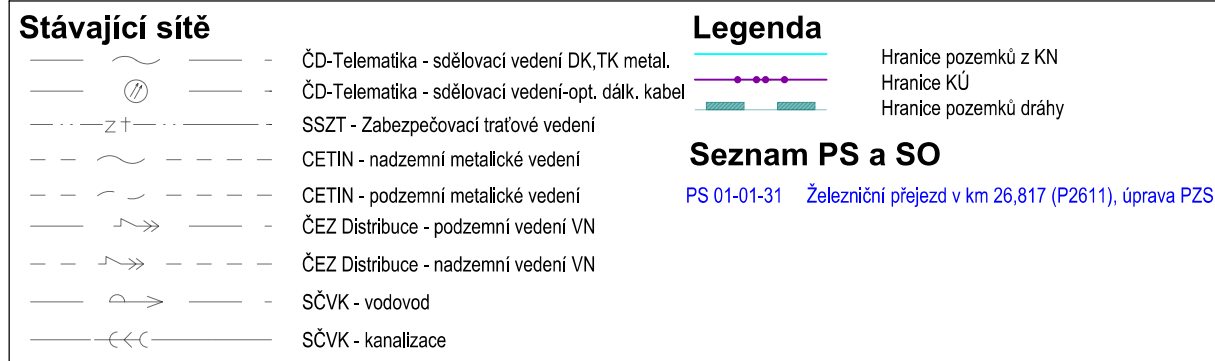 Stávající sítě
ČD-Telematika - sdělovací vedení DK,TK metal.
ČD-Telematika - sdělovací vedení-opt. dálk. kabel
zt SSZT - Zabezpečovací traťové vedení
CETIN - nadzemní metalické vedení
CETIN - podzemní metalické vedení
ČEZ Distribuce - podzemní vedení VN
ČEZ Distribuce - nadzemní vedení VN
SČVK - vodovod
SČVK - kanalizace
Legenda
Hranice pozemků z KN
Hranice KÚ
Hranice pozemků dráhy
Seznam PS a SO
PS 01-01-31 Železniční přejezd v km 26,817 (P2611), úprava PZS